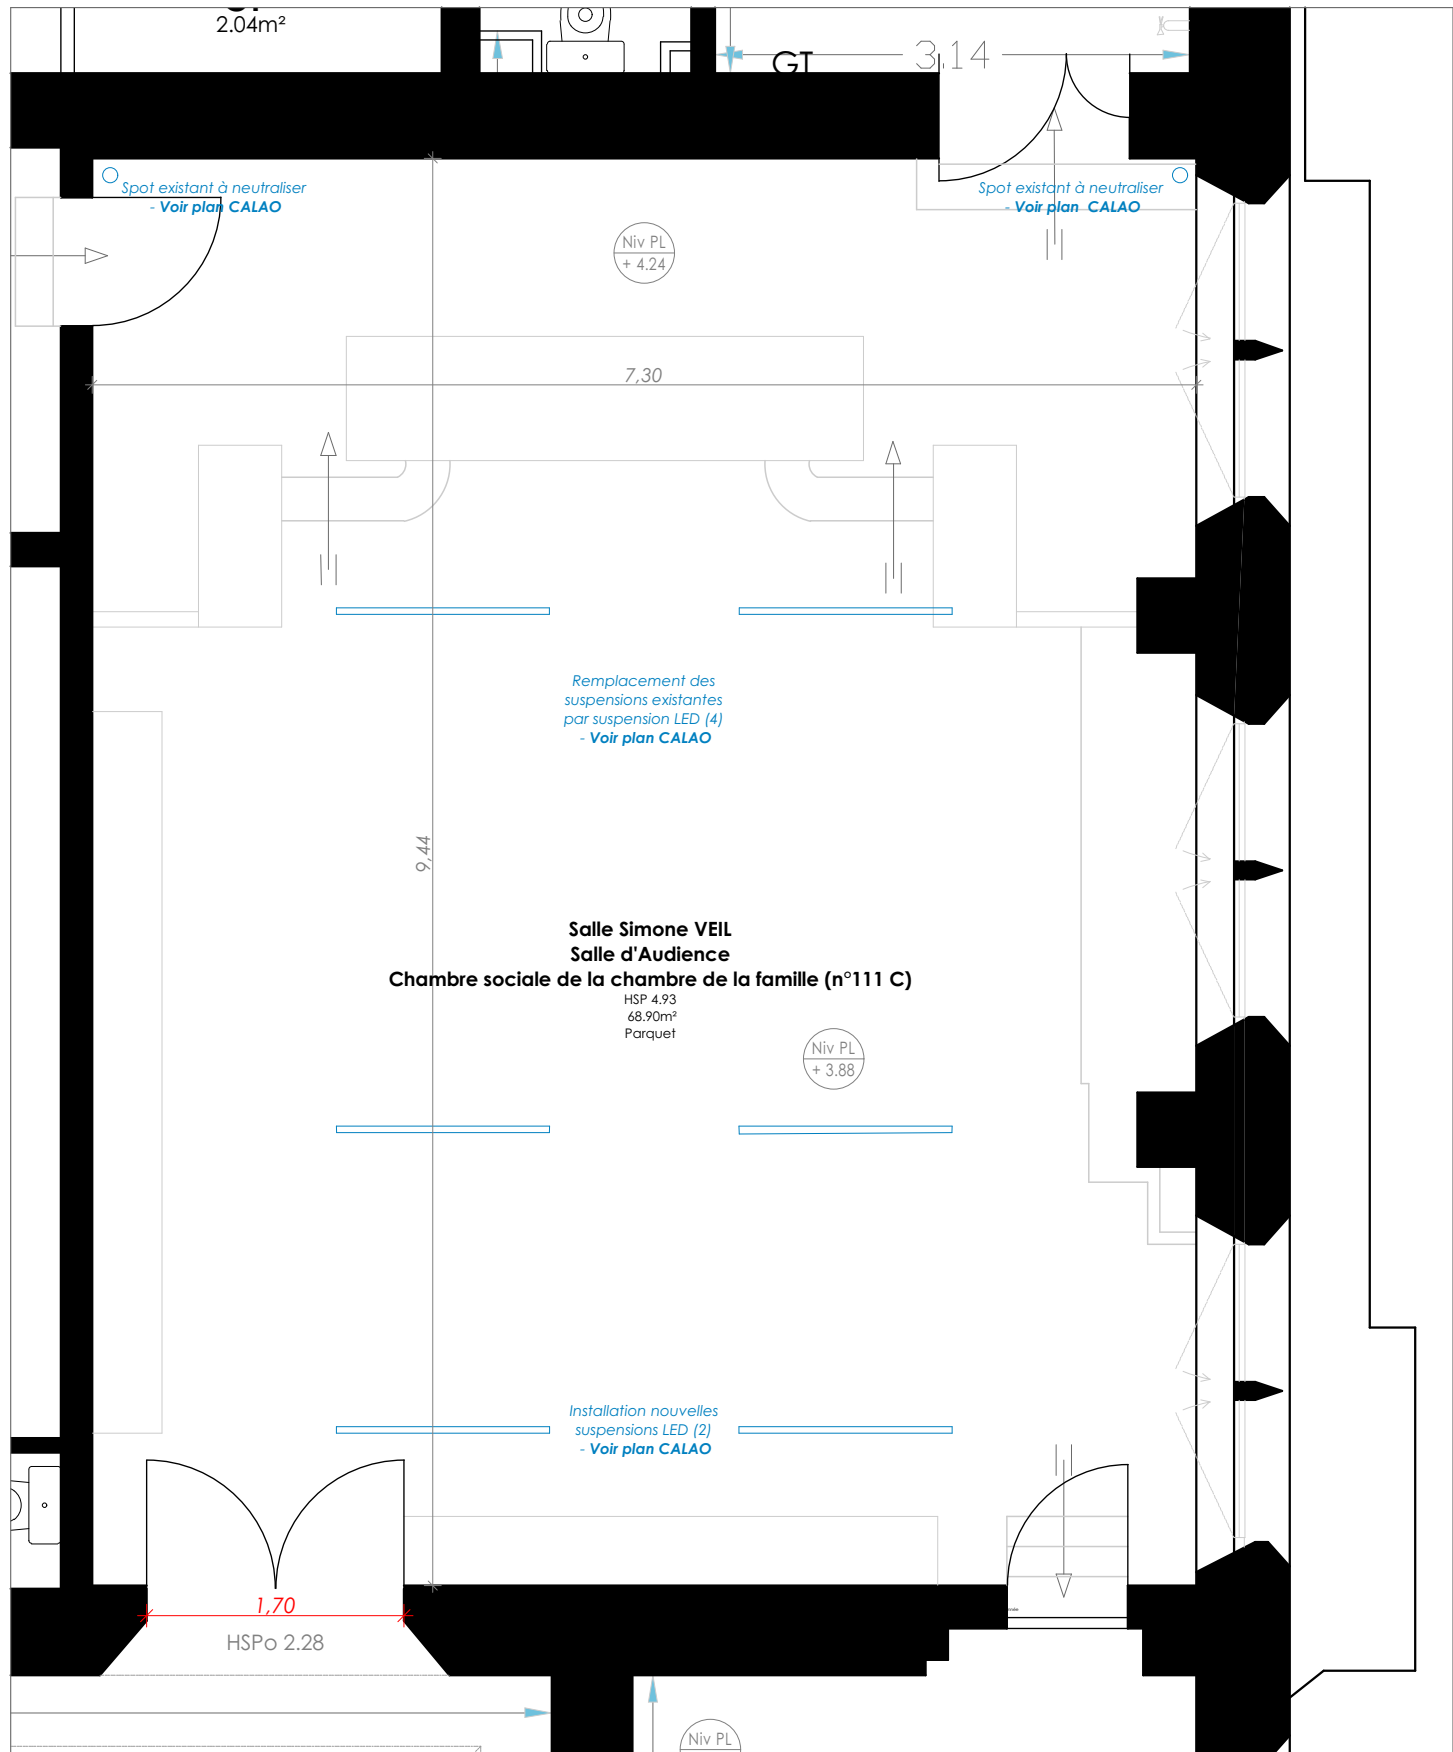 2.04m²
GT
3,14
Spot existant à neutraliser
- Voir plan CALAO
Spot existant à neutraliser
- Voir plan CALAO
Niv PL
+ 4.24
7,30
Remplacement des
suspensions existantes
par suspension LED (4)
- Voir plan CALAO
9,44
Salle Simone VEIL
Salle d'Audience
Chambre sociale de la chambre de la famille (n°111 C)
HSP 4.93
68.90m²
Parquet
Niv PL
+ 3.88
Installation nouvelles
suspensions LED (2)
- Voir plan CALAO
1,70
HSPo 2.28
Niv PL